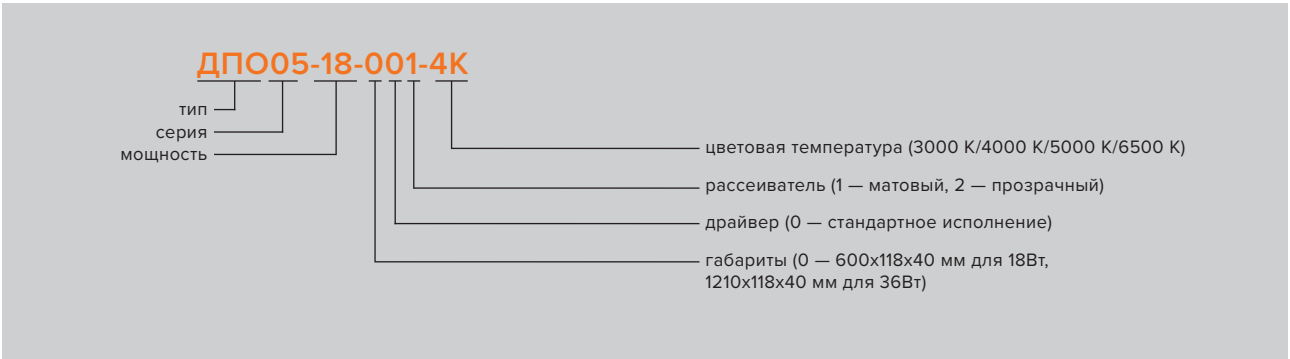 ДПО05-18-001-4К
тип
серия
мощность
цветовая температура (3000 К/4000 К/5000 К/6500 К)
рассеиватель (1 — матовый, 2 — прозрачный)
драйвер (0 — стандартное исполнение)
габариты (0 — 600х118х40 мм для 18Вт,
1210х118х40 мм для 36Вт)